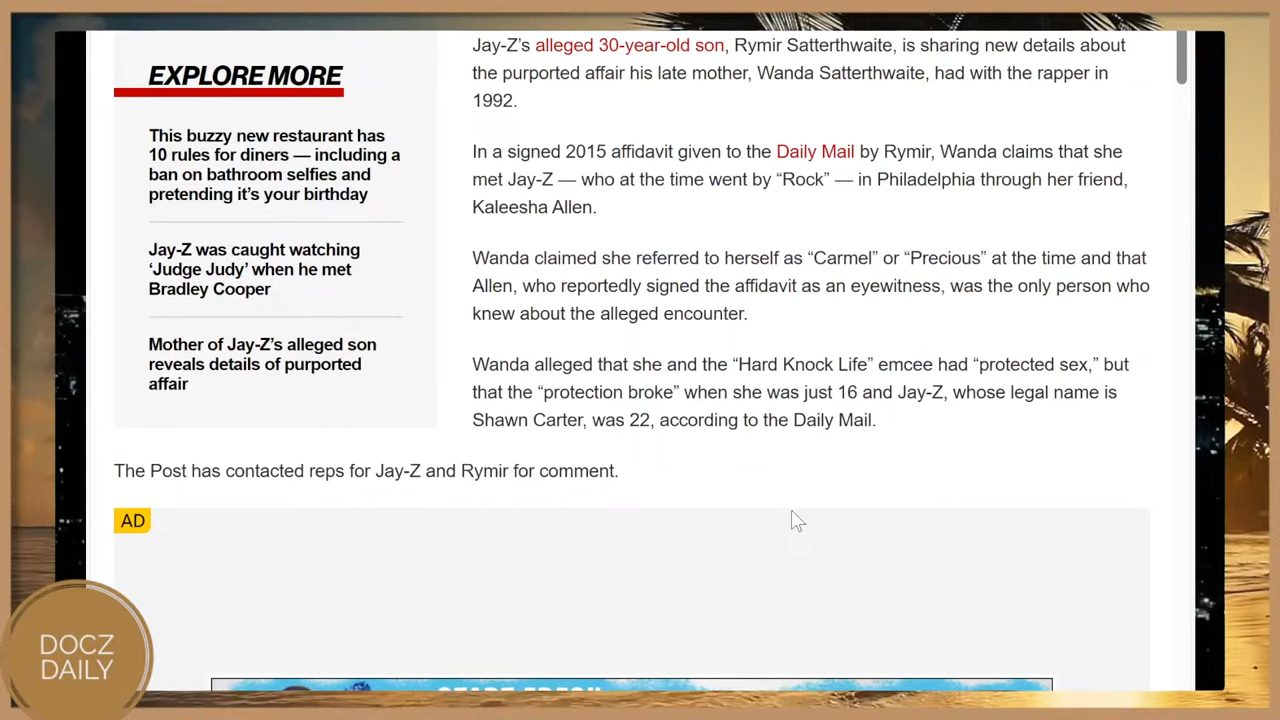 EXPLORE MORE
This buzzy new restaurant has
10 rules for diners — including a
ban on bathroom selfies and
pretending it's your birthday
Jay-Z was caught watching
‘Judge Judy’ when he met
Bradley Cooper
Mother of Jay-Z’s alleged son
reveals details of purported
affair
Jay-Z’s alleged 30-year-old son, Rymir Satterthwaite, is sharing new details about
the purported affair his late mother, Wanda Satterthwaite, had with the rapper in
1992.
In a signed 2015 affidavit given to the Daily Mail by Rymir, Wanda claims that she
met Jay-Z — who at the time went by “Rock” — in Philadelphia through her friend,
Kaleesha Allen.
Wanda claimed she referred to herself as “Carmel” or “Precious” at the time and that
Allen, who reportedly signed the affidavit as an eyewitness, was the only person who
knew about the alleged encounter.
Wanda alleged that she and the “Hard Knock Life” emcee had “protected sex,” but
that the “protection broke” when she was just 16 and Jay-Z, whose legal name is
Shawn Carter, was 22, according to the Daily Mail.
The Post has contacted reps for Jay-Z and Rymir for comment.
AD
DOCZ
DAILY